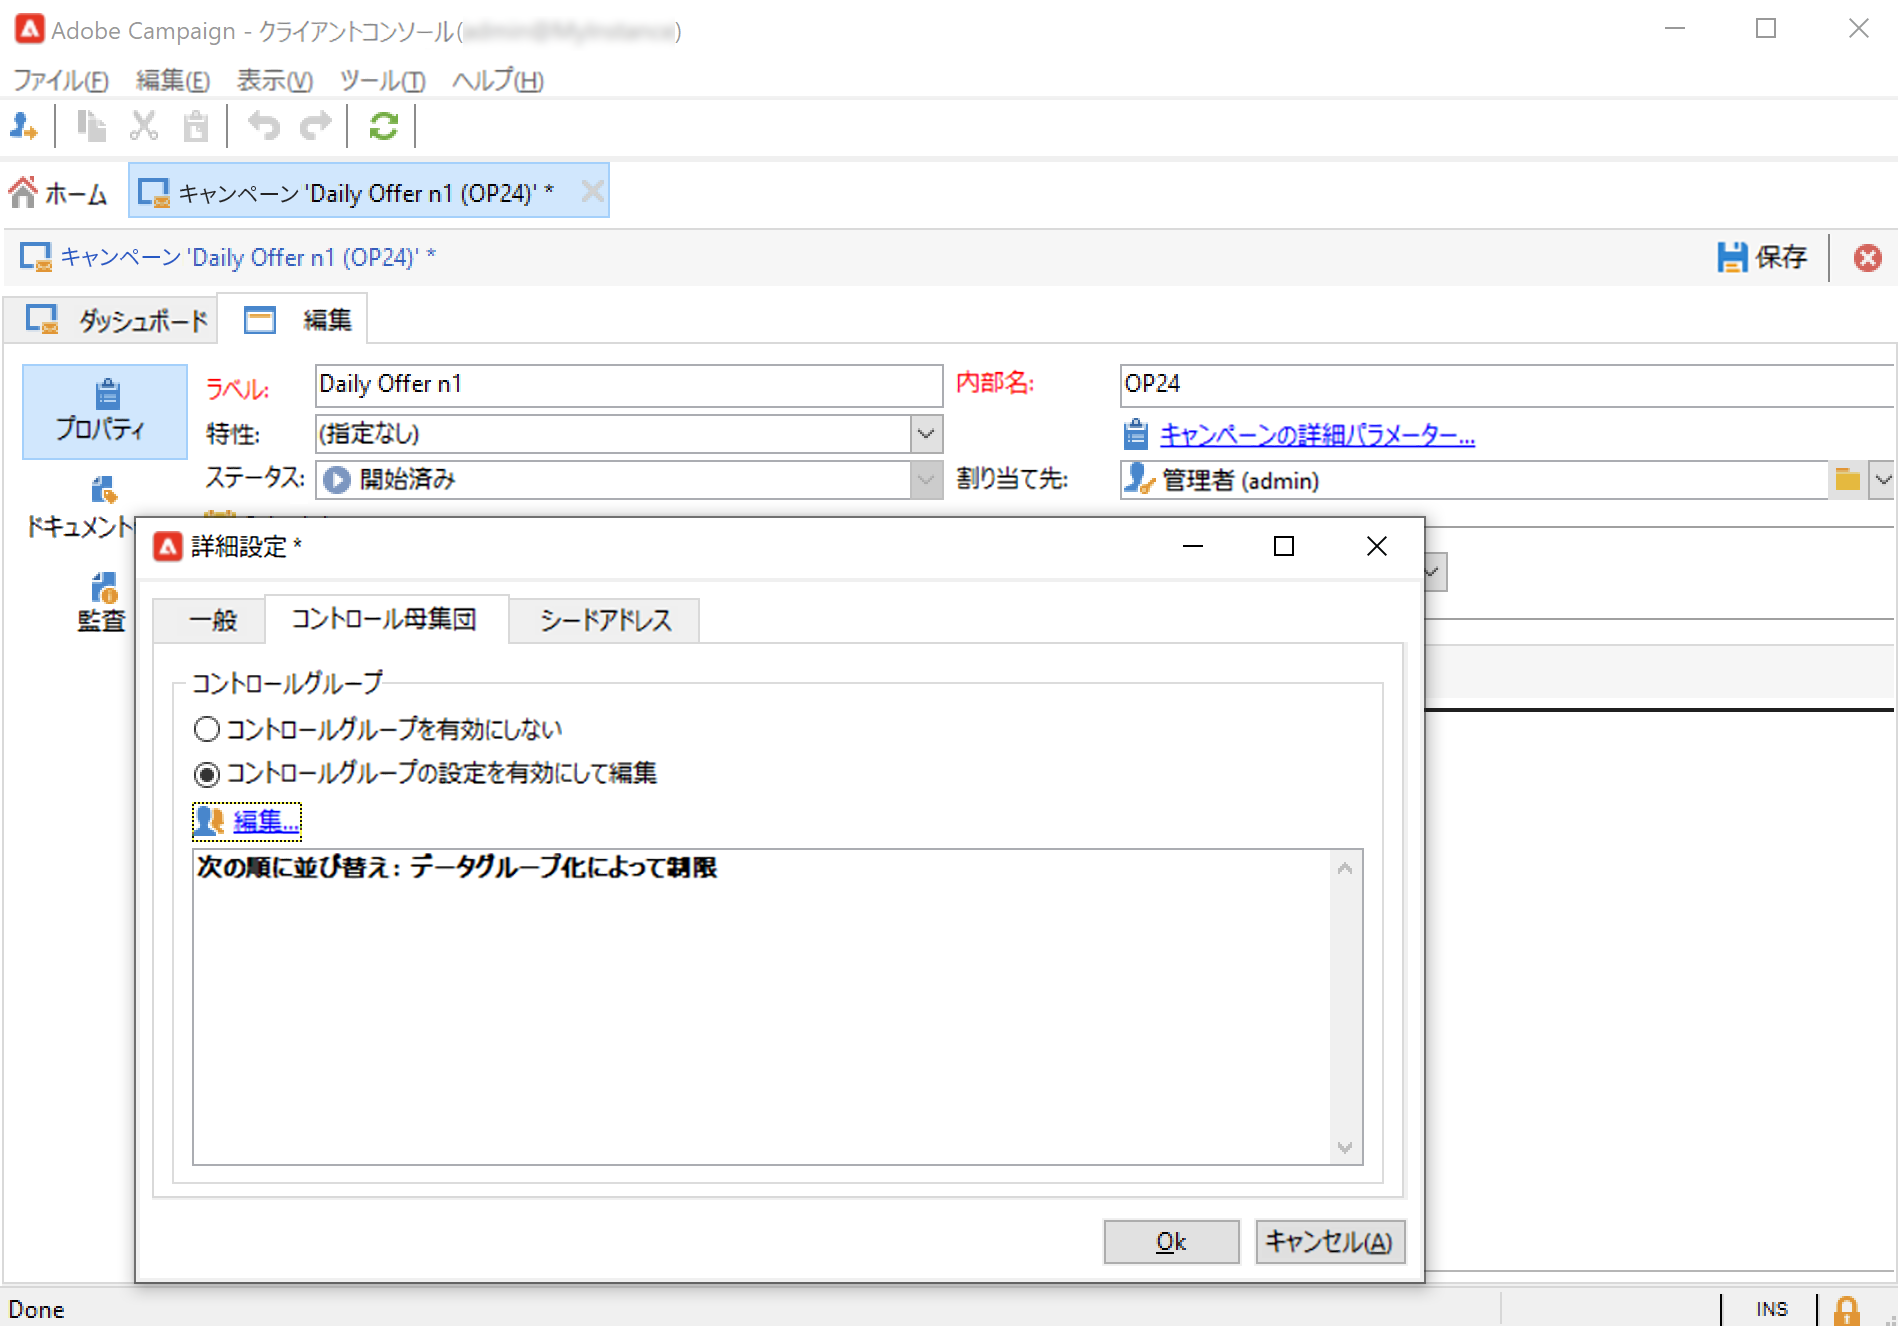 Adobe Campaign - クライアントコンソール( )
ファイル(F) 編集(E) 表示(V) ツール(T) ヘルプ(H)
ホーム キャンペーン 'Daily Offer n1 (OP24)' *
キャンペーン 'Daily Offer n1 (OP24)' * 保存
ダッシュボード 編集
プロパティ
ドキュメント
監査
ラベル: Daily Offer n1 内部名: OP24
特性: (指定なし) キャンペーンの詳細パラメーター...
ステータス: 開始済み 割り当て先: 管理者 (admin)
詳細設定 *
一般 コントロール母集団 シードアドレス
コントロールグループ
コントロールグループを有効にしない
コントロールグループの設定を有効にして編集
編集...
次の順に並び替え: データグループ化によって制限
Ok キャンセル(A)
Done INS